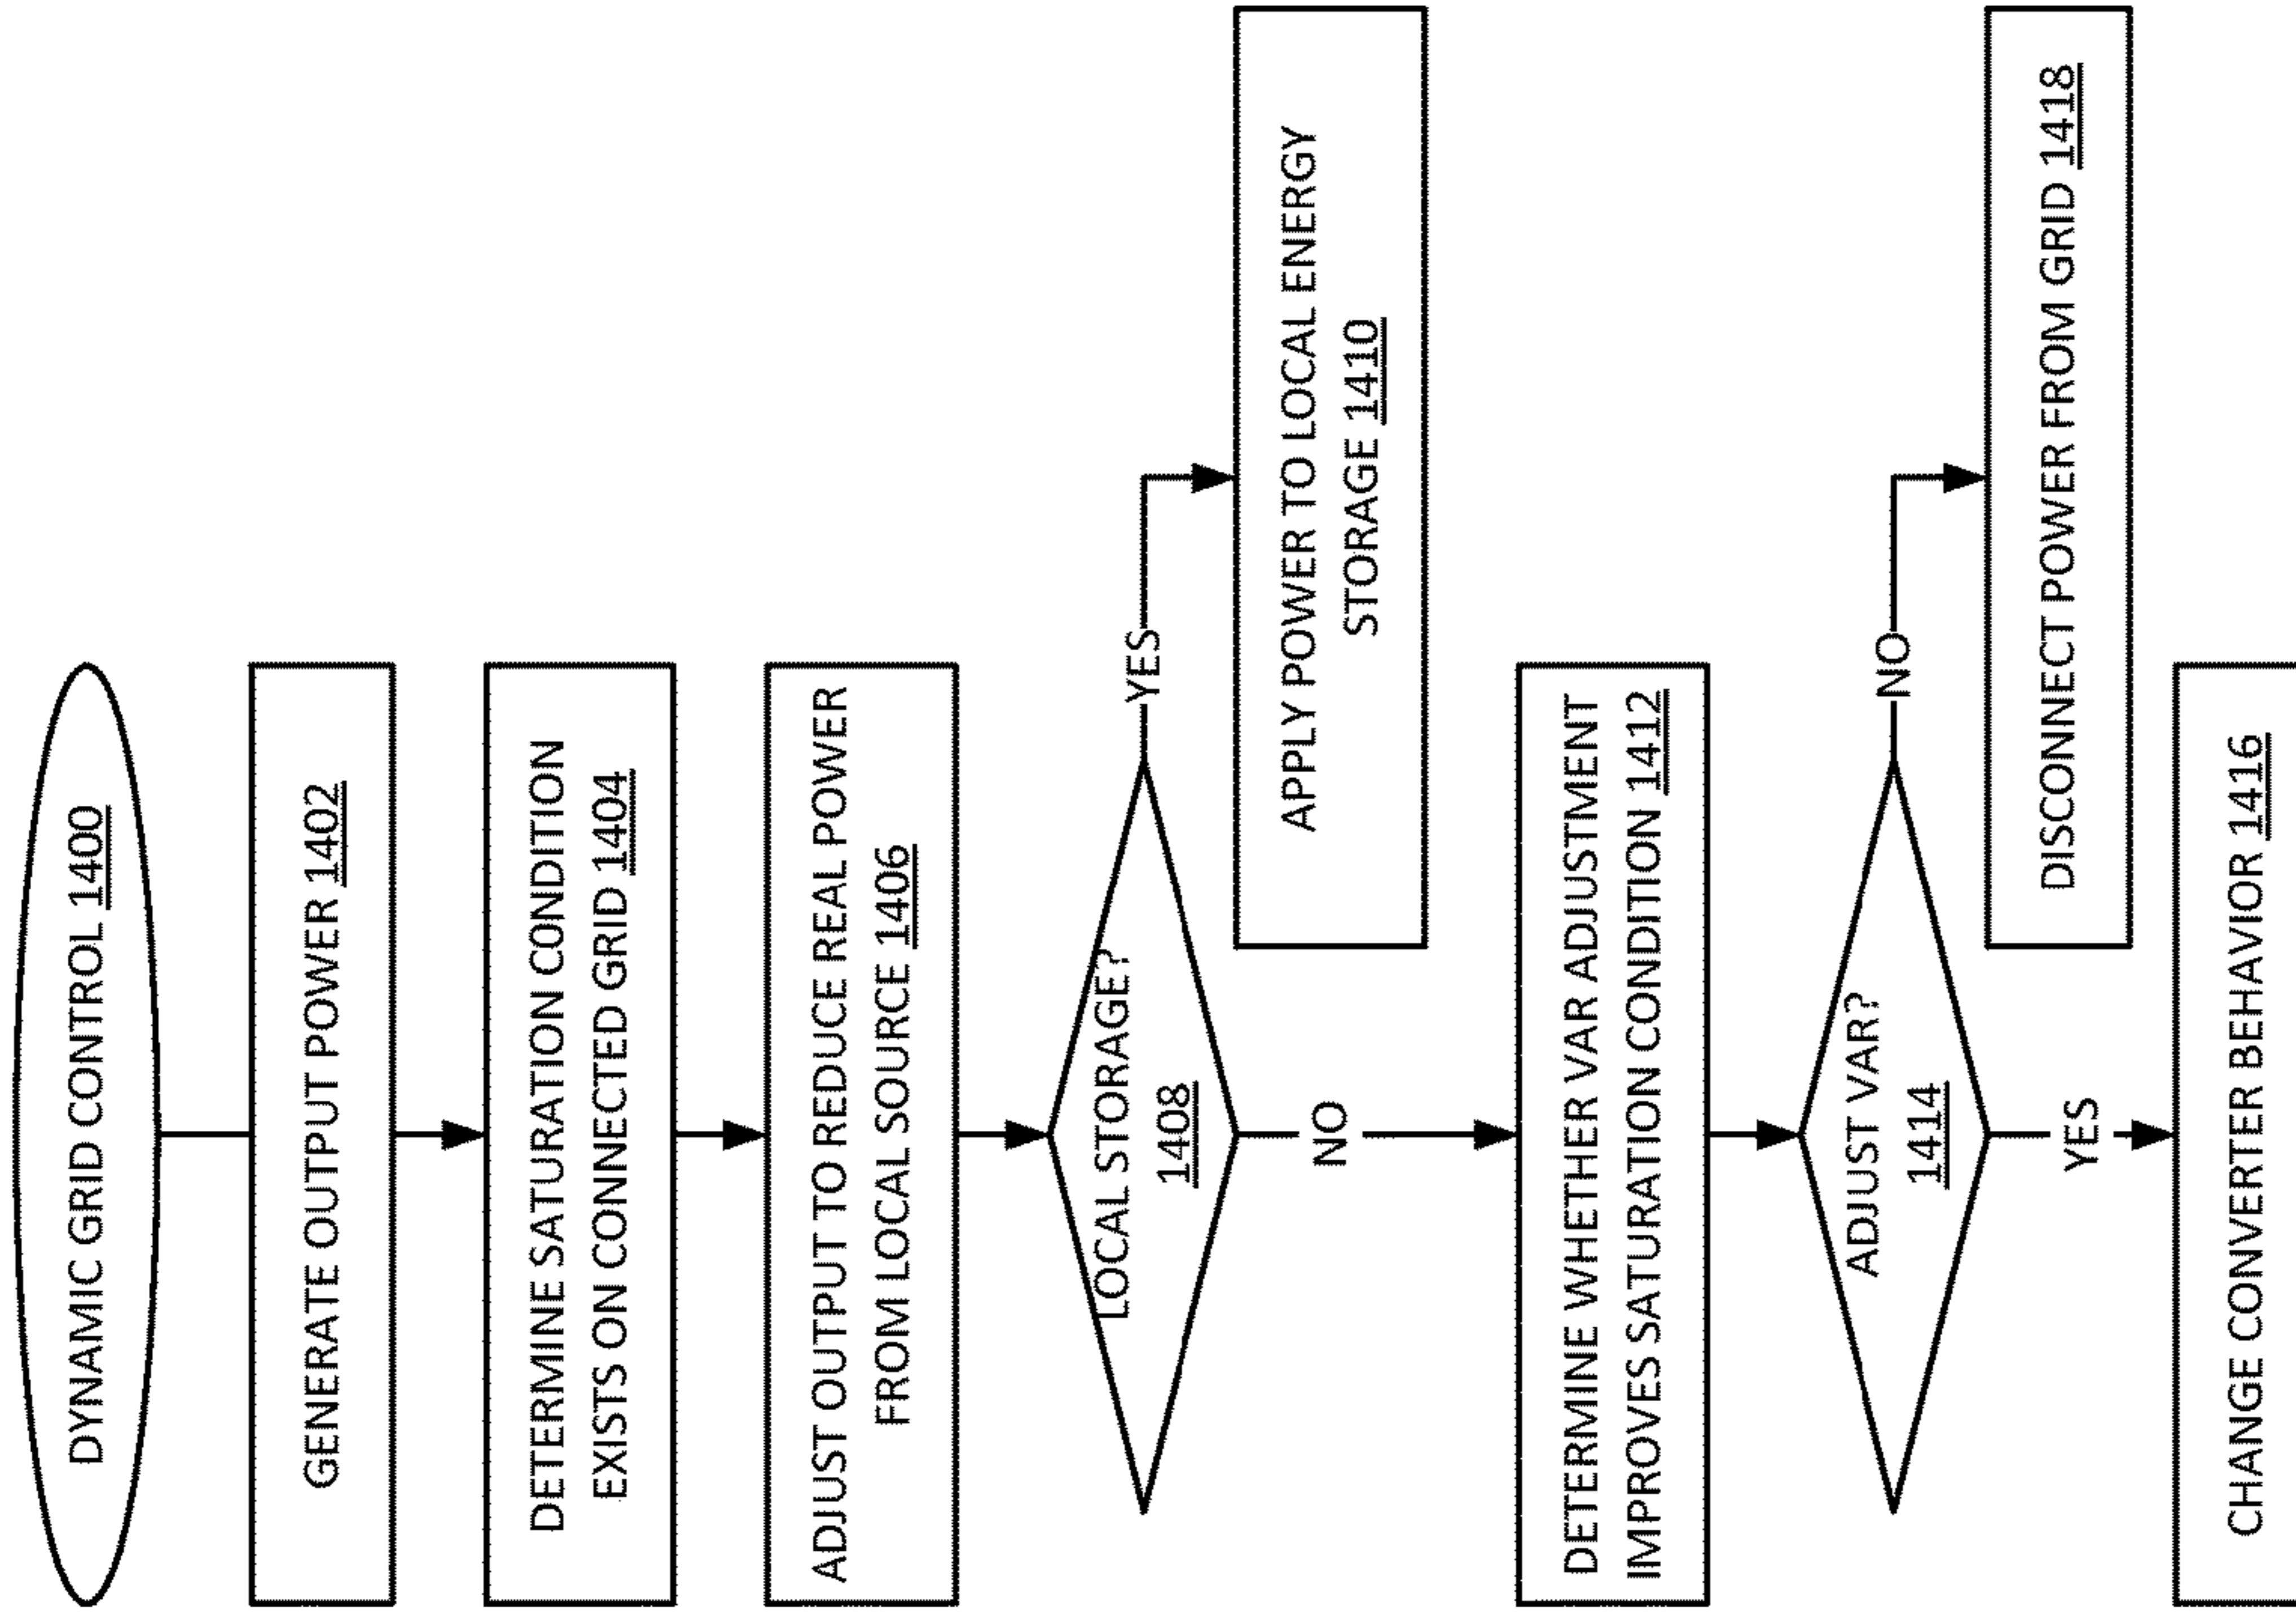 DYNAMIC GRID CONTROL 1400
GENERATE OUTPUT POWER 1402
DETERMINE SATURATION CONDITION
EXISTS ON CONNECTED GRID 1404
ADJUST OUTPUT TO REDUCE REAL POWER
FROM LOCAL SOURCE 1406
LOCAL STORAGE?
1408
YES
APPLY POWER TO LOCAL ENERGY
STORAGE 1410
NO
DETERMINE WHETHER VAR ADJUSTMENT
IMPROVES SATURATION CONDITION 1412
ADJUST VAR?
1414
NO
DISCONNECT POWER FROM GRID 1418
YES
CHANGE CONVERTER BEHAVIOR 1416